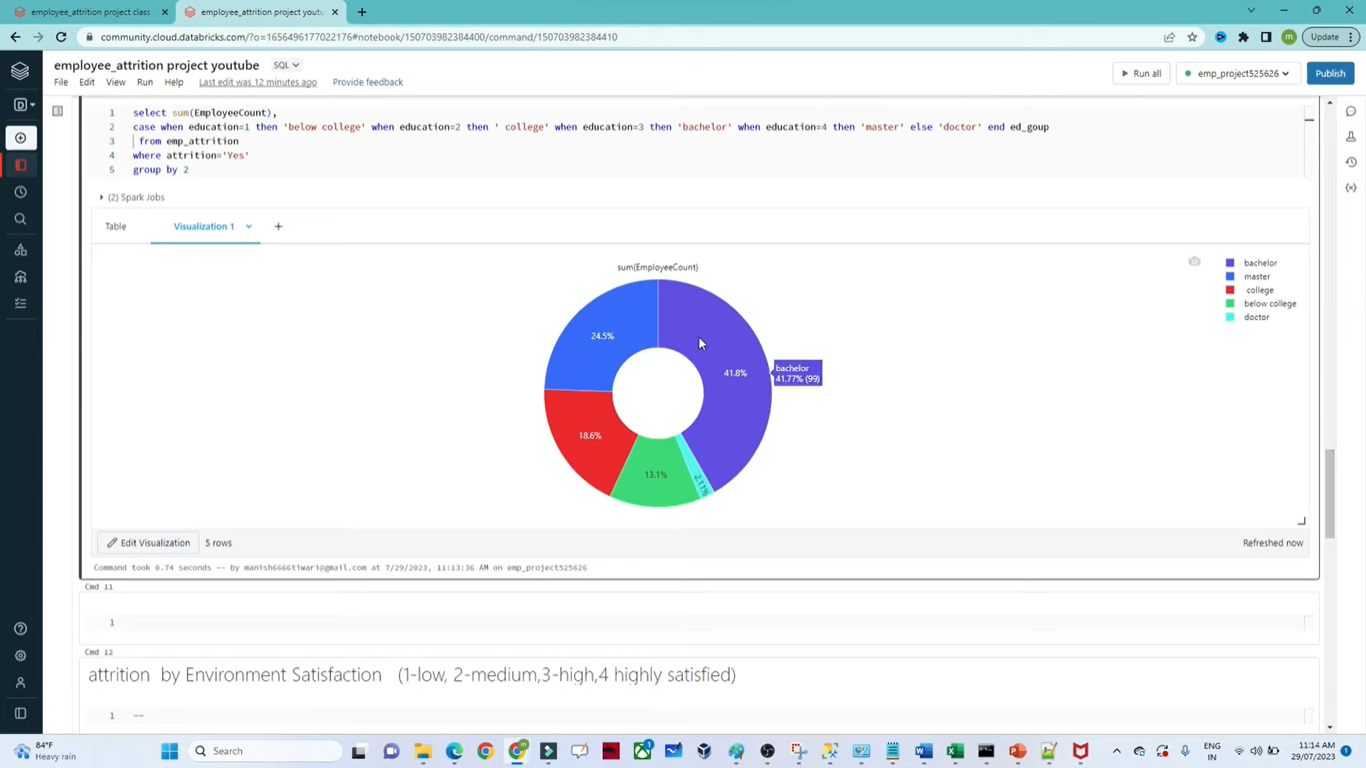 employee_attrition project class
employee_attrition project youtu
community.cloud.databricks.com/?o=1656496177022176#notebook/150703982384400/command/150703982384410
m
Update
employee_attrition project youtube
SQL
File Edit View Run Help Last edit was 12 minutes ago Provide feedback
Run all
emp_project525626
Publish
D
1 select sum(EmployeeCount),
2 case when education=1 then 'below college' when education=2 then ' college' when education=3 then 'bachelor' when education=4 then 'master' else 'doctor' end ed_goup
3 from emp_attrition
4 where attrition='Yes'
5 group by 2
(2) Spark Jobs
Table Visualization 1 +
sum(EmployeeCount)
bachelor
master
college
below college
doctor
24.5%
41.8%
bachelor
41.77% (99)
18.6%
13.1%
2.11%
Edit Visualization 5 rows
Refreshed now
Command took 0.74 seconds -- by manish6666tiwari@gmail.com at 7/29/2023, 11:13:36 AM on emp_project525626
Cmd 11
1
Cmd 12
attrition by Environment Satisfaction (1-low, 2-medium,3-high,4 highly satisfied)
1 --
84°F
Heavy rain
Search
ENG
IN
11:14 AM
29/07/2023